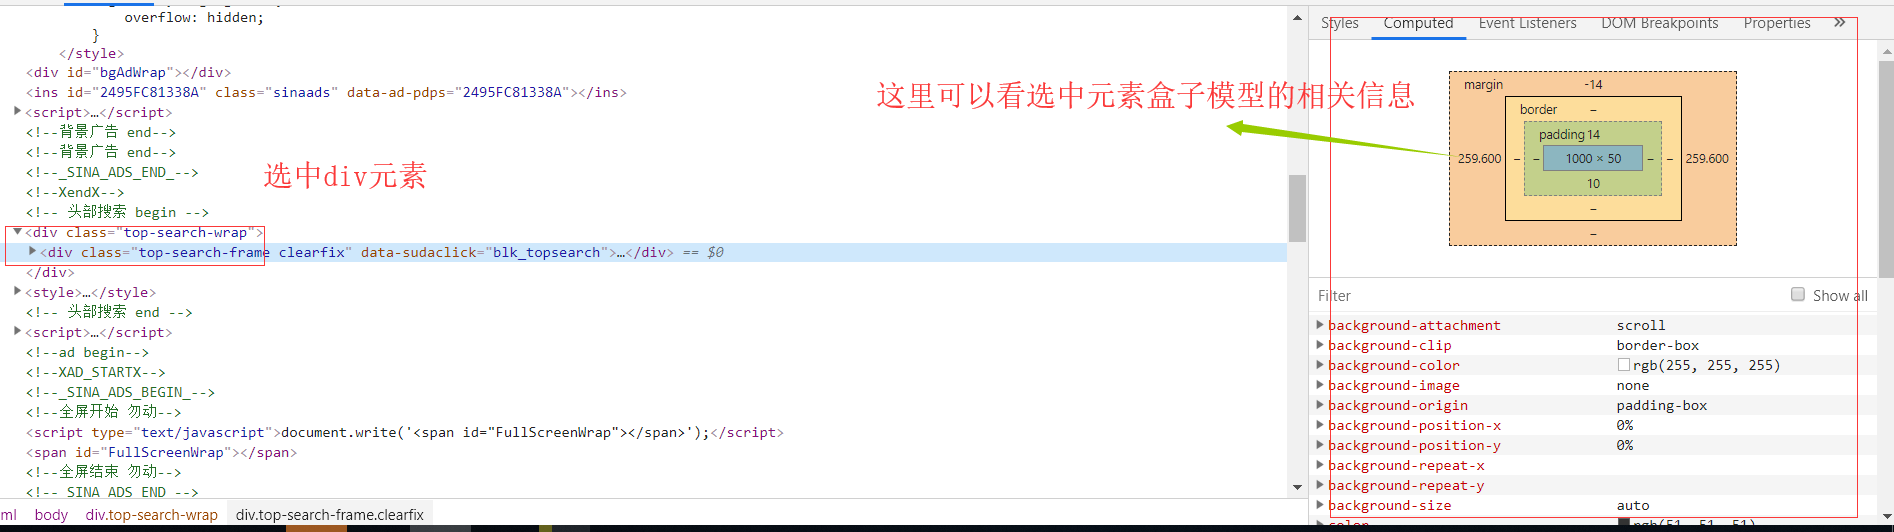 overflow: hidden;
}
</style>
<div id="bgAdWrap"></div>
<ins id="2495FC81338A" class="sinaads" data-ad-pdps="2495FC81338A"></ins>
<script>…</script>
<!--背景广告 end-->
<!--背景广告 end-->
<!--_SINA_ADS_END_-->
<!--XendX-->
<!-- 头部搜索 begin -->
<div class="top-search-wrap">
<div class="top-search-frame clearfix" data-sudaclick="blk_topsearch">…</div> == $0
</div>
<style>…</style>
<!-- 头部搜索 end -->
<script>…</script>
<!--ad begin-->
<!--XAD_STARTX-->
<!--_SINA_ADS_BEGIN_-->
<!--全屏开始 勿动-->
<script type="text/javascript">document.write('<span id="FullScreenWrap"></span>');</script>
<span id="FullScreenWrap"></span>
<!--全屏结束 勿动-->
<!--_SINA_ADS_END_-->
ml body div.top-search-wrap div.top-search-frame.clearfix
选中div元素
这里可以看选中元素盒子模型的相关信息
Styles Computed Event Listeners DOM Breakpoints Properties »
margin -14
border –
padding 14
259.600 – – 1000 × 50 – – 259.600
10
–
–
Filter Show all
background-attachment scroll
background-clip border-box
background-color rgb(255, 255, 255)
background-image none
background-origin padding-box
background-position-x 0%
background-position-y 0%
background-repeat-x
background-repeat-y
background-size auto
color rgb(51, 51, 51)